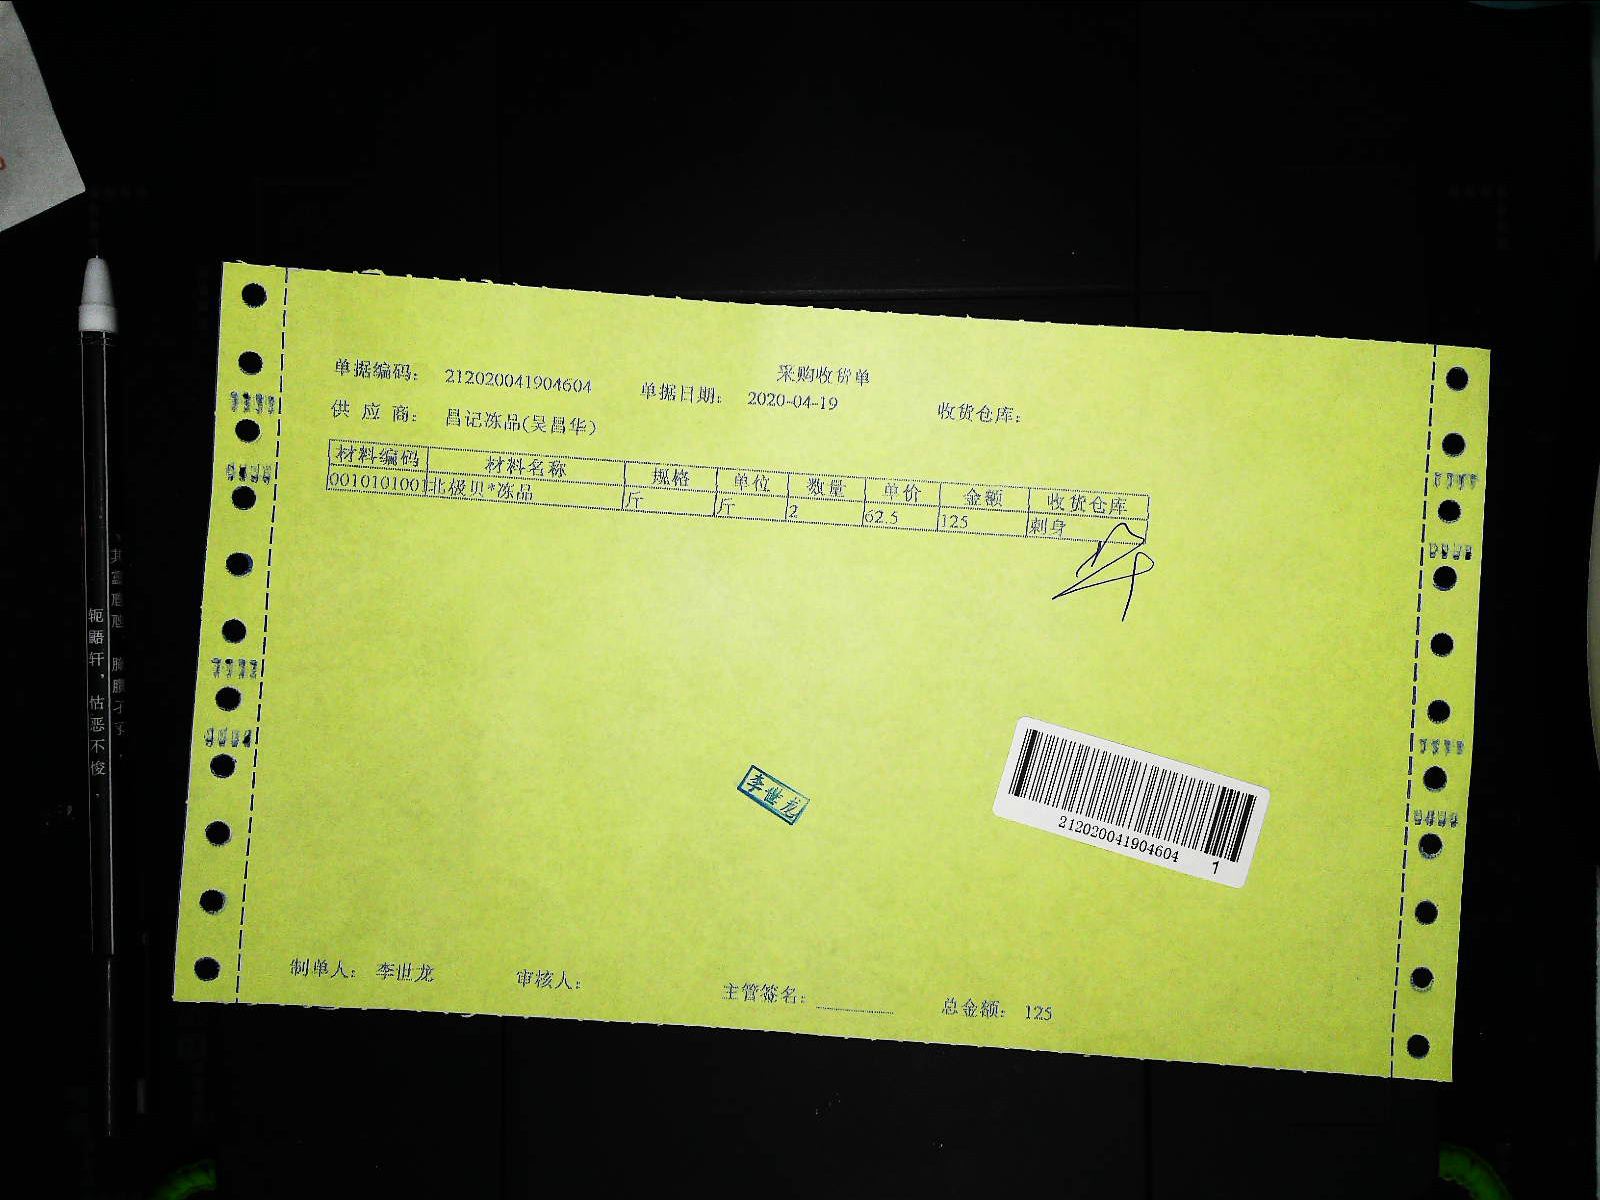 采购收货单
单据编码： 212020041904604 单据日期： 2020-04-19 收货仓库：
供 应 商： 昌记冻品(吴昌华)
材料编码 材料名称 规格 单位 数量 单价 金额 收货仓库
0010101001 北极贝*冻品 斤 斤 2 62.5 125 刺身
李世龙
212020041904604 1
制单人： 李世龙 审核人： 主管签名： 总金额： 125